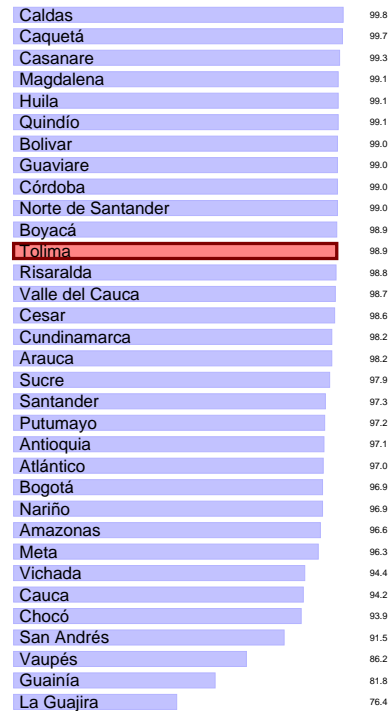 Caldas 99.8
Caquetá 99.7
Casanare 99.3
Magdalena 99.1
Huila 99.1
Quindío 99.1
Bolivar 99.0
Guaviare 99.0
Córdoba 99.0
Norte de Santander 99.0
Boyacá 98.9
Tolima 98.9
Risaralda 98.8
Valle del Cauca 98.7
Cesar 98.6
Cundinamarca 98.2
Arauca 98.2
Sucre 97.9
Santander 97.3
Putumayo 97.2
Antioquia 97.1
Atlántico 97.0
Bogotá 96.9
Nariño 96.9
Amazonas 96.6
Meta 96.3
Vichada 94.4
Cauca 94.2
Chocó 93.9
San Andrés 91.5
Vaupés 86.2
Guainía 81.8
La Guajira 76.4